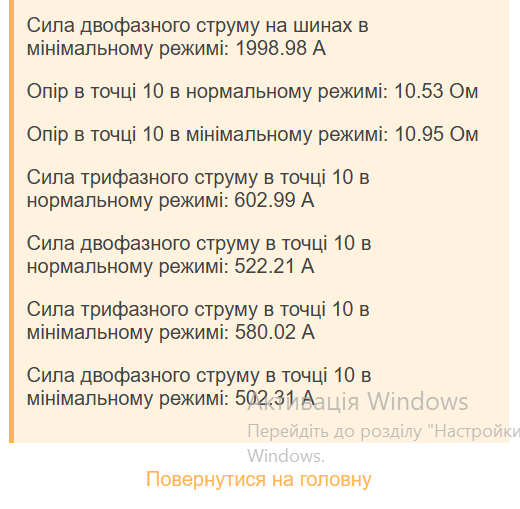 Сила двофазного струму на шинах в
мінімальному режимі: 1998.98 А
Опір в точці 10 в нормальному режимі: 10.53 Ом
Опір в точці 10 в мінімальному режимі: 10.95 Ом
Сила трифазного струму в точці 10 в
нормальному режимі: 602.99 А
Сила двофазного струму в точці 10 в
нормальному режимі: 522.21 А
Сила трифазного струму в точці 10 в
мінімальному режимі: 580.02 А
Сила двофазного струму в точці 10 в
мінімальному режимі: 502.31 А
Активація Windows
Перейдіть до розділу "Настройки
Windows.
Повернутися на головну